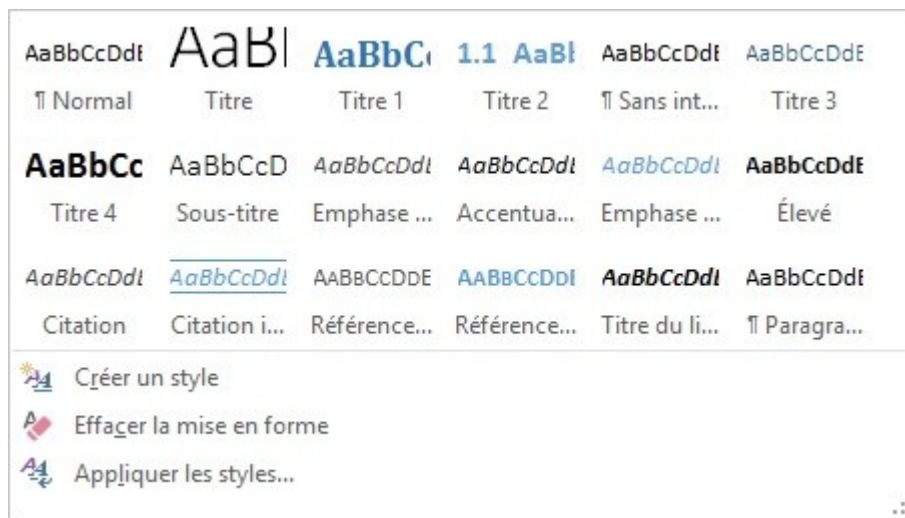 AaBbCcDdE AaBl AaBbC 1.1 AaBl AaBbCcDdE AaBbCcDdE
¶ Normal Titre Titre 1 Titre 2 ¶ Sans int... Titre 3
AaBbCc AaBbCcD AaBbCcDdE AaBbCcDdE AaBbCcDdE AaBbCcDdE
Titre 4 Sous-titre Emphase ... Accentua... Emphase ... Élevé
AaBbCcDdE AaBbCcDdE AaBbCcDdE AaBbCcDdE AaBbCcDdE AaBbCcDdE
Citation Citation i... Référence... Référence... Titre du li... ¶ Paragra...
Créer un style
Effacer la mise en forme
Appliquer les styles...